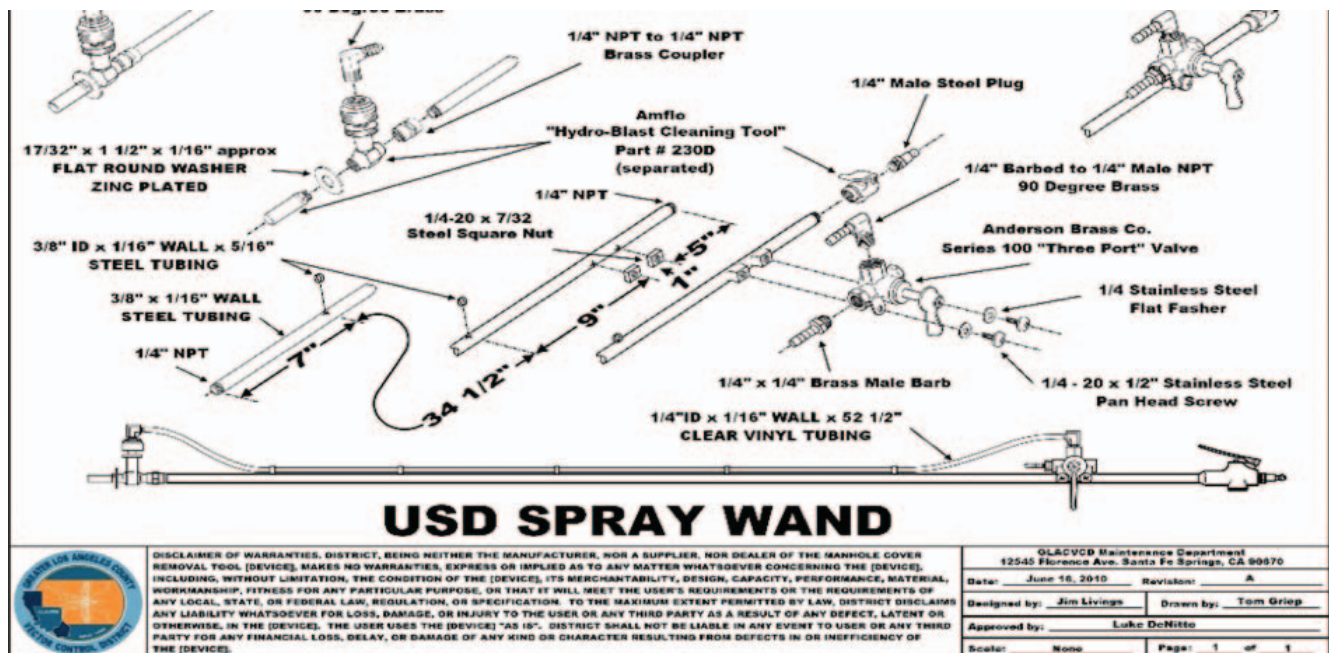 1/4" NPT to 1/4" NPT
Brass Coupler
1/4" Male Steel Plug
Amflo
"Hydro-Blast Cleaning Tool"
Part # 230D
(separated)
17/32" x 1 1/2" x 1/16" approx
FLAT ROUND WASHER
ZINC PLATED
1/4" Barbed to 1/4" Male NPT
90 Degree Brass
1/4" NPT
1/4-20 x 7/32
Steel Square Nut
Anderson Brass Co.
Series 100 "Three Port" Valve
3/8" ID x 1/16" WALL x 5/16"
STEEL TUBING
5"
1"
9"
1/4 Stainless Steel
Flat Fasher
3/8" x 1/16" WALL
STEEL TUBING
1/4" NPT
7"
34 1/2"
1/4" x 1/4" Brass Male Barb
1/4 - 20 x 1/2" Stainless Steel
Pan Head Screw
1/4"ID x 1/16" WALL x 52 1/2"
CLEAR VINYL TUBING
USD SPRAY WAND
GREATER LOS ANGELES COUNTY
VECTOR CONTROL DISTRICT
DISCLAIMER OF WARRANTIES. DISTRICT, BEING NEITHER THE MANUFACTURER, NOR A SUPPLIER, NOR DEALER OF THE MANHOLE COVER
REMOVAL TOOL [DEVICE], MAKES NO WARRANTIES, EXPRESS OR IMPLIED AS TO ANY MATTER WHATSOEVER CONCERNING THE [DEVICE],
INCLUDING, WITHOUT LIMITATION, THE CONDITION OF THE [DEVICE], ITS MERCHANTABILITY, DESIGN, CAPACITY, PERFORMANCE, MATERIAL,
WORKMANSHIP, FITNESS FOR ANY PARTICULAR PURPOSE, OR THAT IT WILL MEET THE USER'S REQUIREMENTS OR THE REQUIREMENTS OF
ANY LOCAL, STATE, OR FEDERAL LAW, REGULATION, OR SPECIFICATION. TO THE MAXIMUM EXTENT PERMITTED BY LAW, DISTRICT DISCLAIMS
ANY LIABILITY WHATSOEVER FOR LOSS, DAMAGE, OR INJURY TO THE USER OR ANY THIRD PARTY AS A RESULT OF ANY DEFECT, LATENT OR
OTHERWISE, IN THE [DEVICE]. THE USER USES THE [DEVICE] "AS IS". DISTRICT SHALL NOT BE LIABLE IN ANY EVENT TO USER OR ANY THIRD
PARTY FOR ANY FINANCIAL LOSS, DELAY, OR DAMAGE OF ANY KIND OR CHARACTER RESULTING FROM DEFECTS IN OR INEFFICIENCY OF
THE [DEVICE].
GLACVCD Maintenance Department
12545 Florence Ave. Santa Fe Springs, CA 90670
Date: June 16, 2010 Revision: A
Designed by: Jim Livings Drawn by: Tom Griep
Approved by: Luke DeNitto
Scale: None Page: 1 of 1